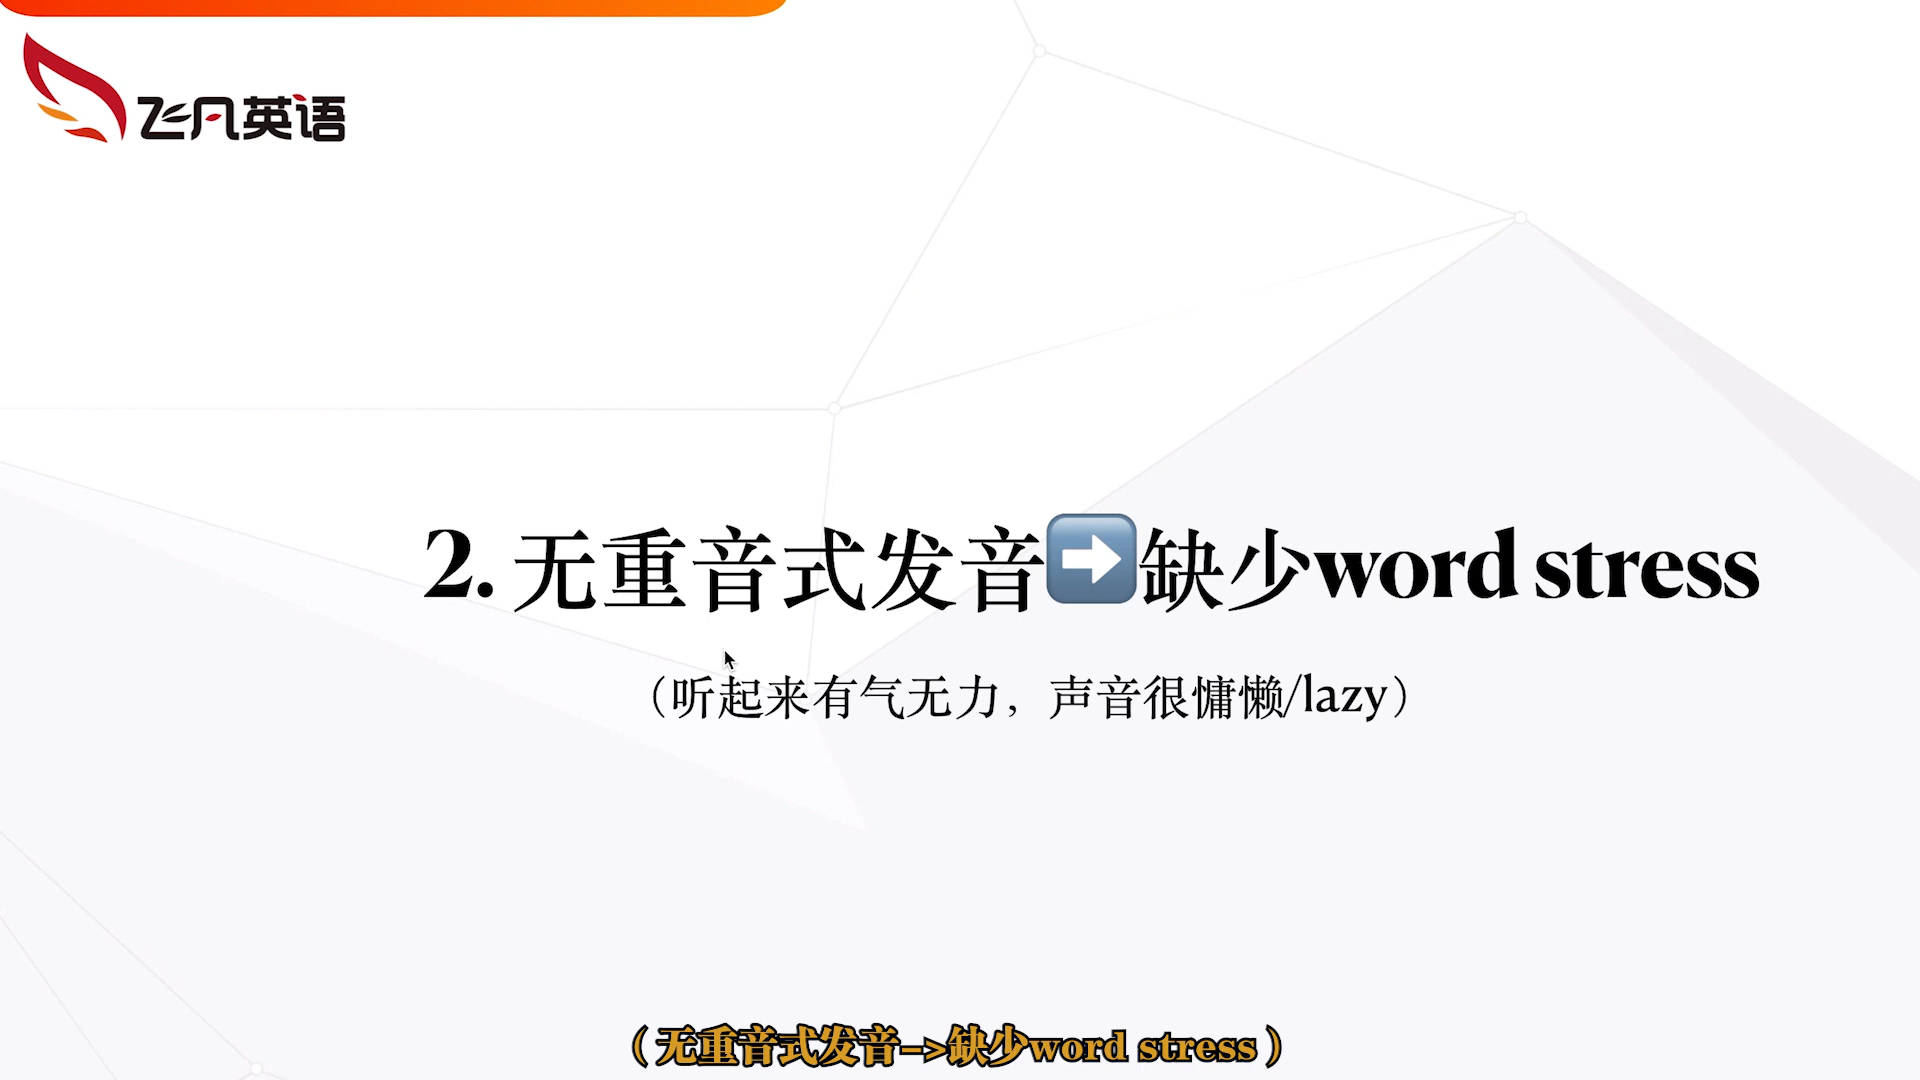 飞凡英语
2. 无重音式发音➡️缺少word stress
（听起来有气无力，声音很慵懒/lazy）
（无重音式发音->缺少word stress）